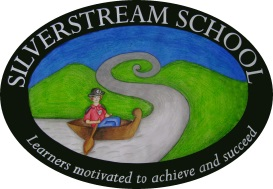 SILVERSTREAM SCHOOL
Learners motivated to achieve and succeed